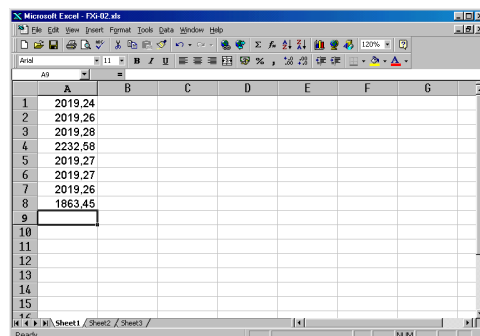 Microsoft Excel - FXi-02.xls
File Edit View Insert Format Tools Data Window Help
120%
Arial 11 B I U % ,
A9 =
A B C D E F G
1 2019,24
2 2019,26
3 2019,28
4 2232,58
5 2019,27
6 2019,27
7 2019,26
8 1863,45
9
10
11
12
13
14
15
16
Sheet1 Sheet2 Sheet3
Ready NUM